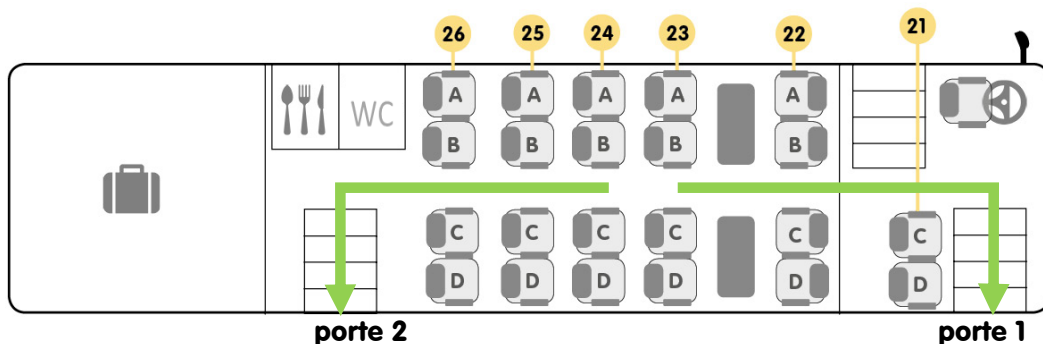 26 25 24 23 22 21
WC A A A A A
B B B B B
C C C C C C
D D D D D D
porte 2 porte 1